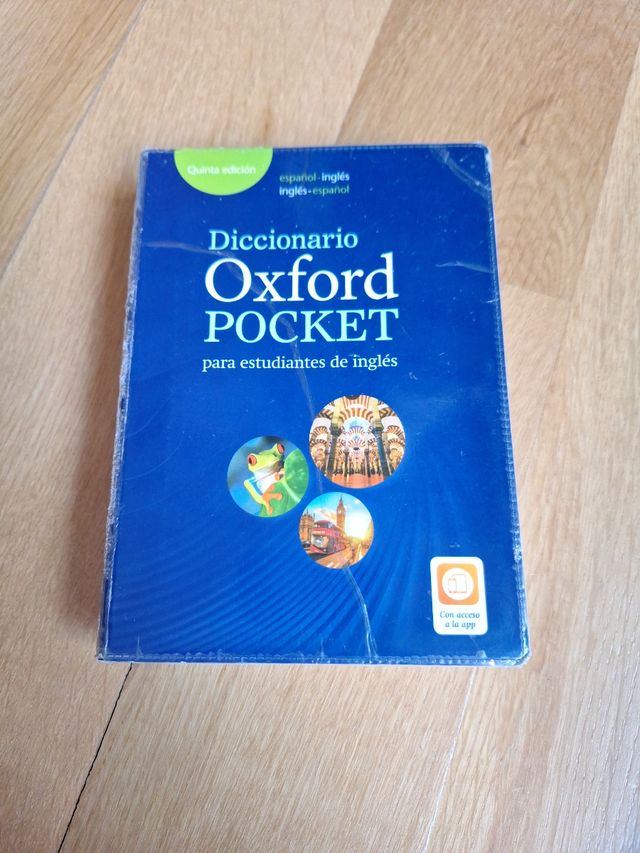 Quinta edición
español-inglés
inglés-español
Diccionario
Oxford
POCKET
para estudiantes de inglés
Con acceso
a la app